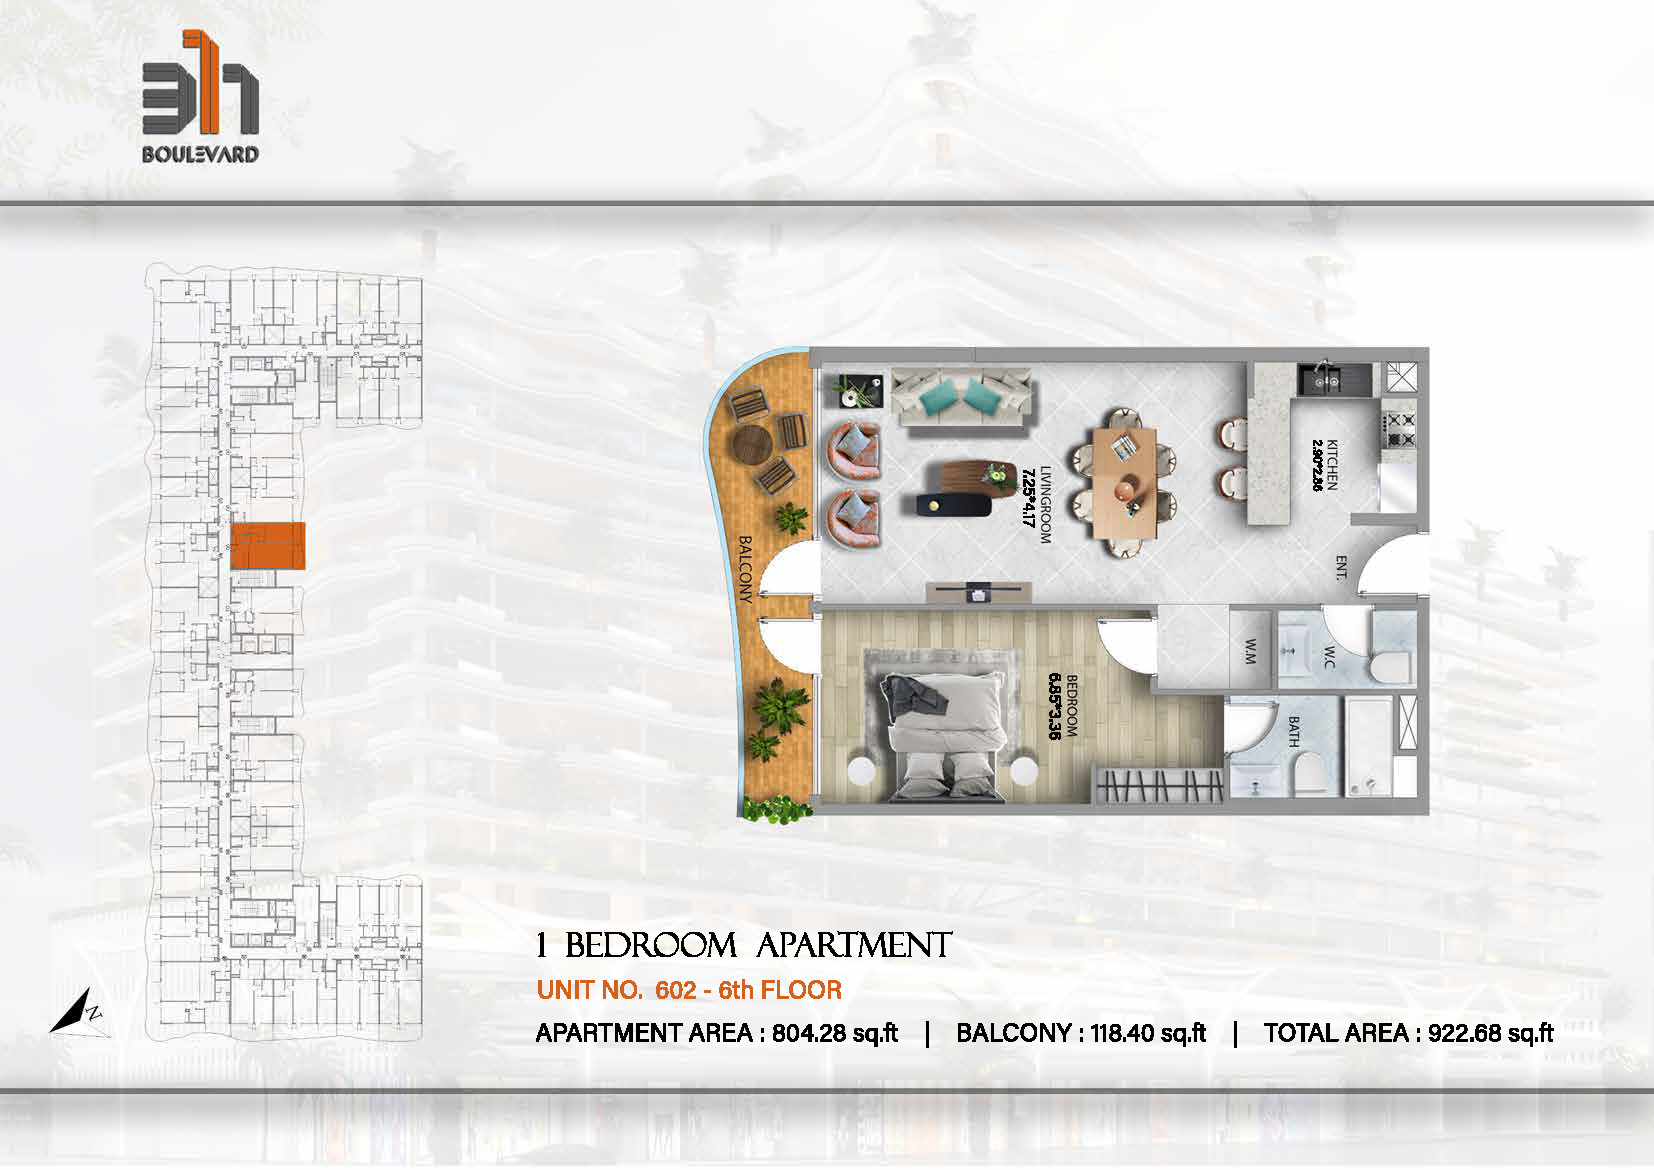 311
BOULEVARD
BALCONY
LIVINGROOM
7.25*4.17
KITCHEN
2.90*2.86
ENT.
BEDROOM
6.85*3.36
W.M
W.C
BATH
N
1 BEDROOM APARTMENT
UNIT NO. 602 - 6th FLOOR
APARTMENT AREA : 804.28 sq.ft | BALCONY : 118.40 sq.ft | TOTAL AREA : 922.68 sq.ft